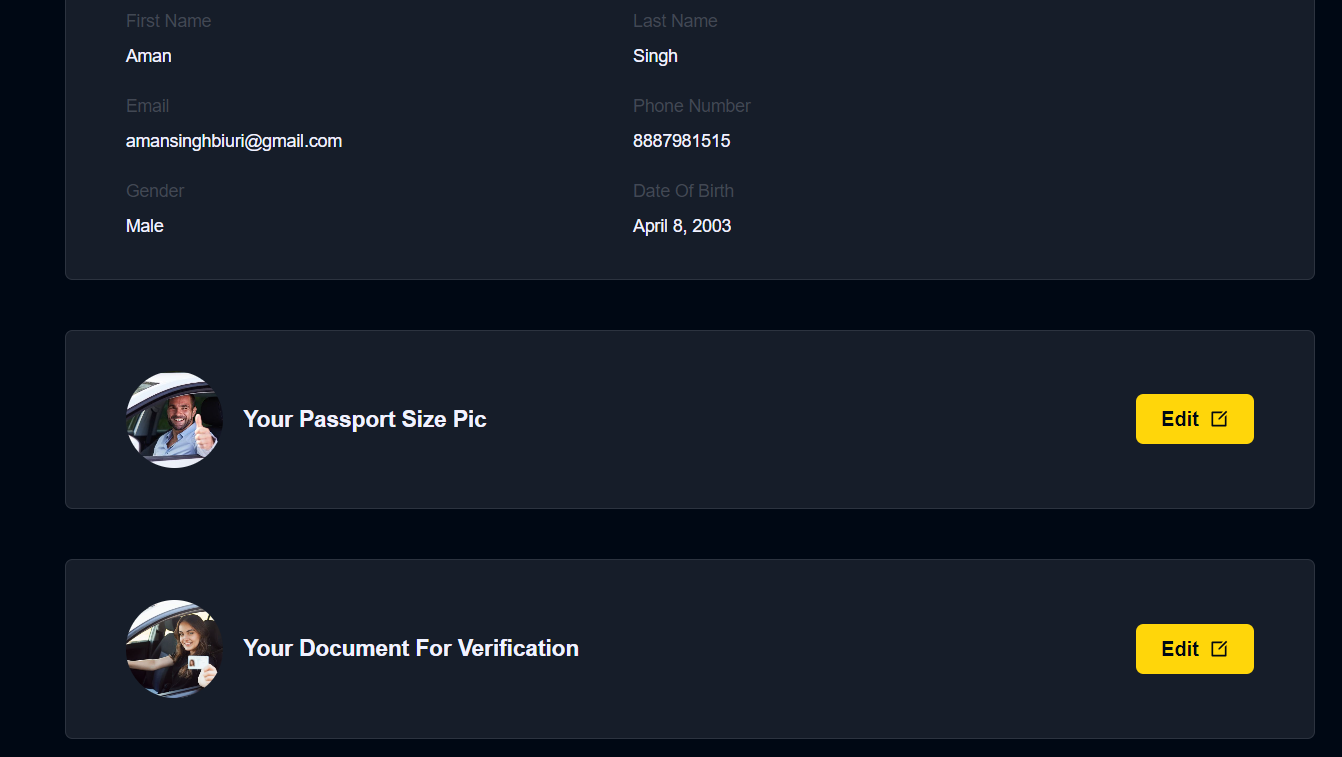 First Name Last Name
Aman Singh
Email Phone Number
amansinghbiuri@gmail.com 8887981515
Gender Date Of Birth
Male April 8, 2003
Your Passport Size Pic Edit
Your Document For Verification Edit